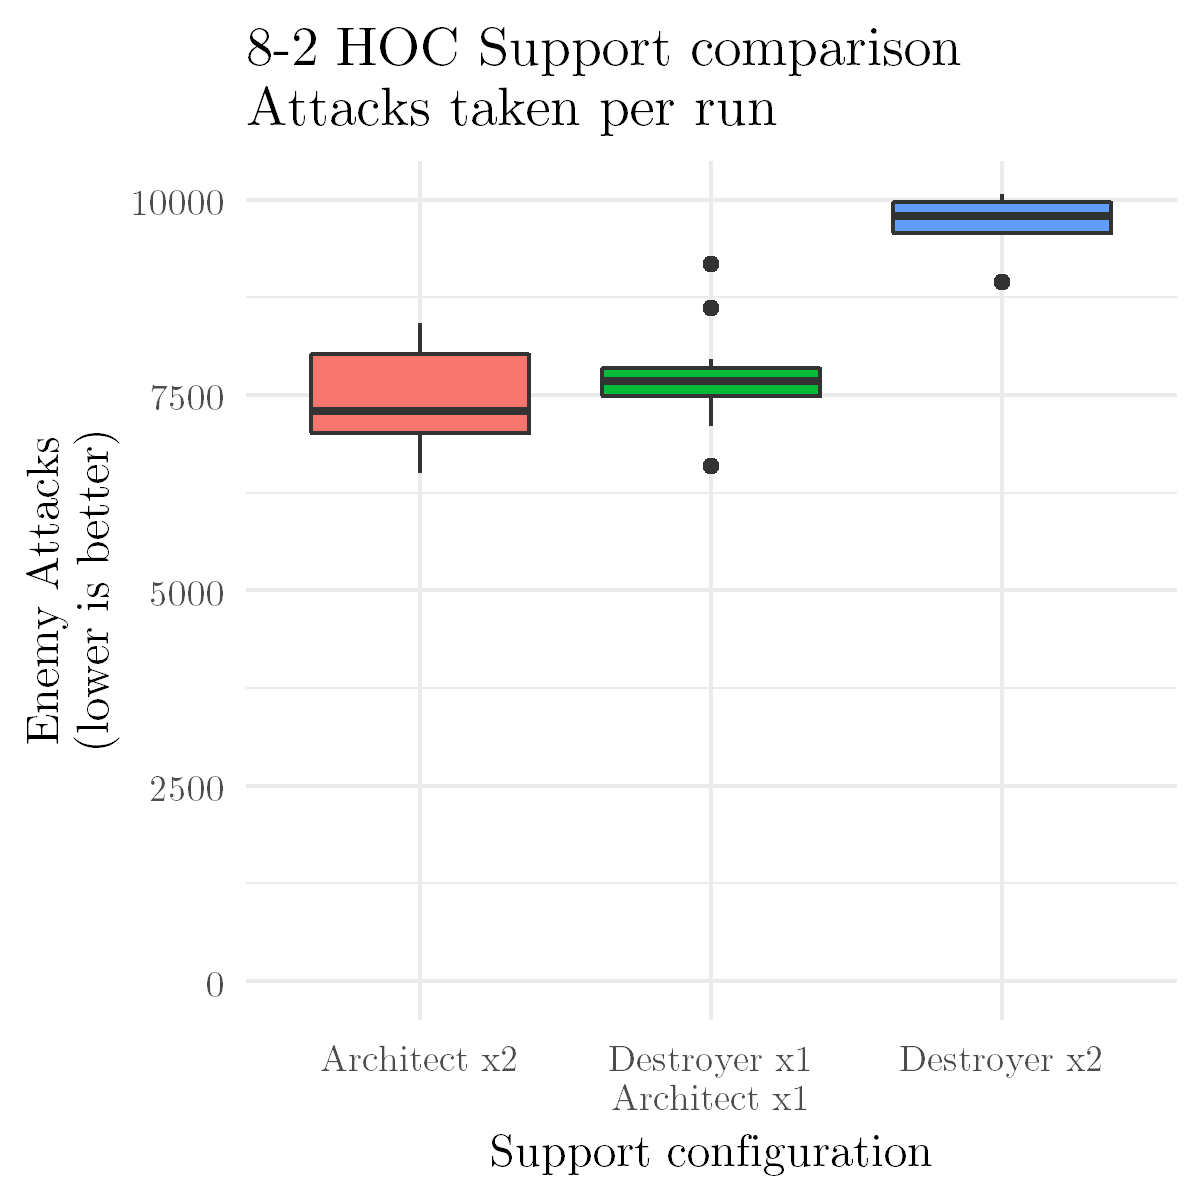 8-2 HOC Support comparison
Attacks taken per run
10000
7500
5000
2500
0
Enemy Attacks
(lower is better)
Architect x2
Destroyer x1
Architect x1
Destroyer x2
Support configuration